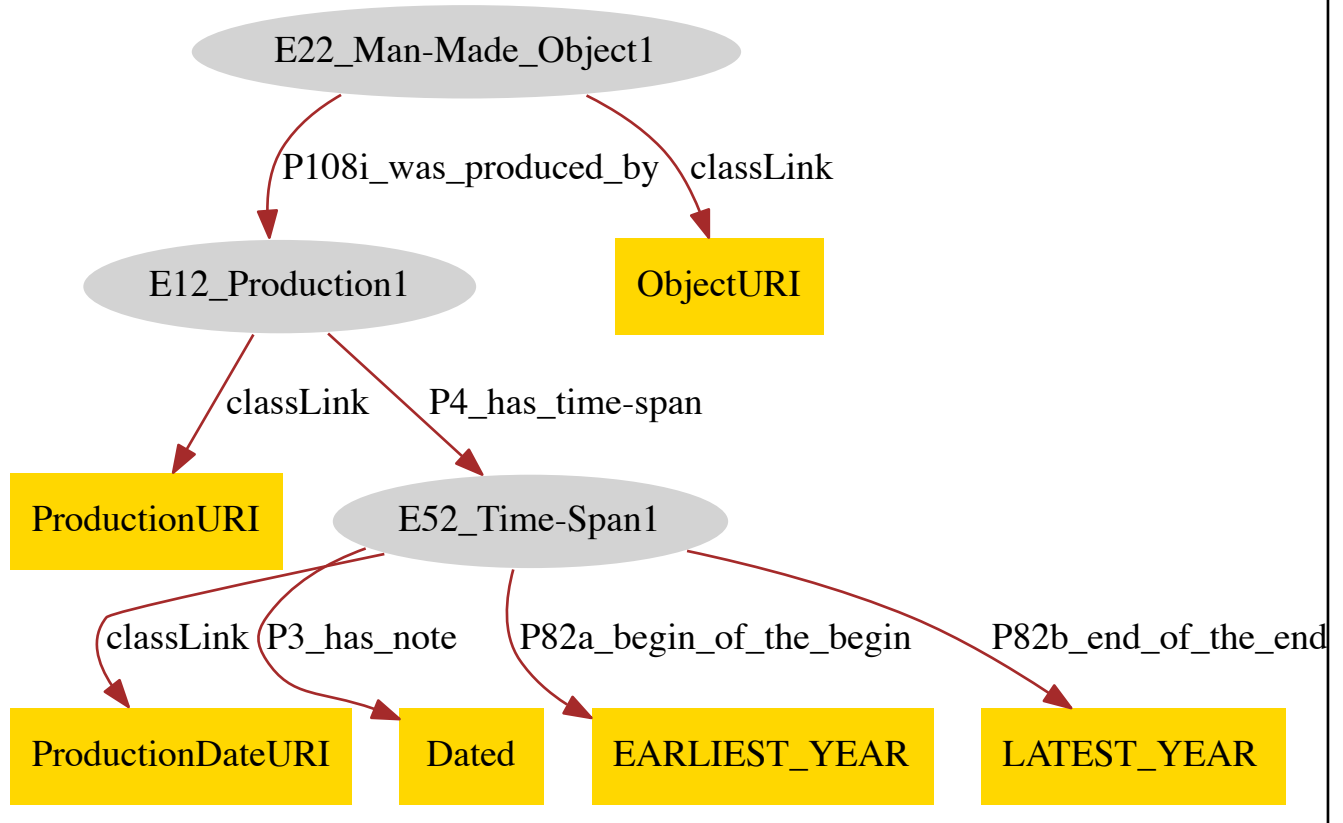 E22_Man-Made_Object1
P108i_was_produced_by
classLink
E12_Production1
ObjectURI
classLink
P4_has_time-span
ProductionURI
E52_Time-Span1
classLink
P3_has_note
P82a_begin_of_the_begin
P82b_end_of_the_end
ProductionDateURI
Dated
EARLIEST_YEAR
LATEST_YEAR